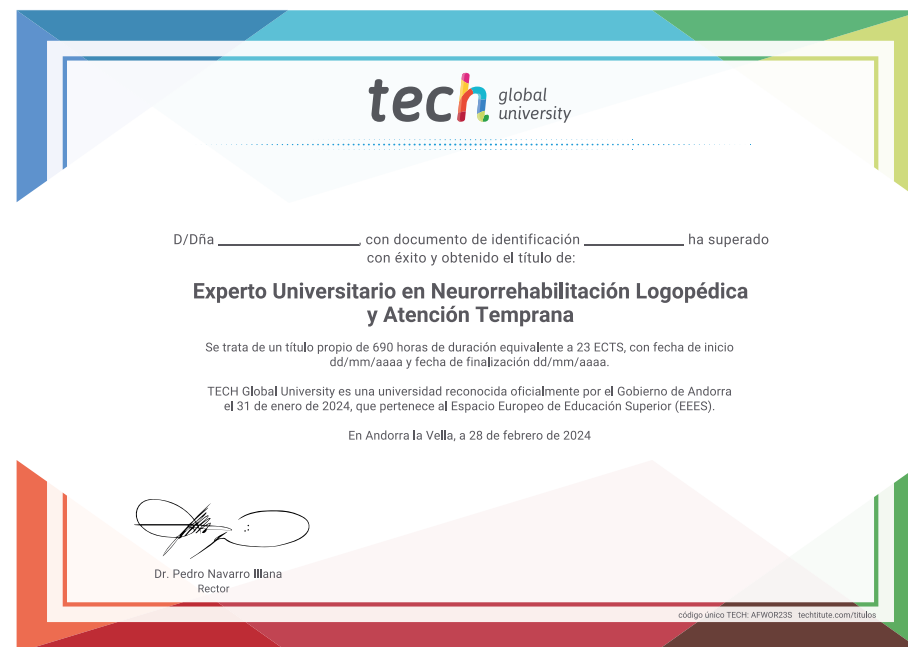 tech global university
D/Dña ____________________, con documento de identificación ______________ ha superado
con éxito y obtenido el título de:
Experto Universitario en Neurorrehabilitación Logopédica
y Atención Temprana
Se trata de un título propio de 690 horas de duración equivalente a 23 ECTS, con fecha de inicio
dd/mm/aaaa y fecha de finalización dd/mm/aaaa.
TECH Global University es una universidad reconocida oficialmente por el Gobierno de Andorra
el 31 de enero de 2024, que pertenece al Espacio Europeo de Educación Superior (EEES).
En Andorra la Vella, a 28 de febrero de 2024
Dr. Pedro Navarro Illana
Rector
código único TECH: AFWOR23S techtitute.com/titulos